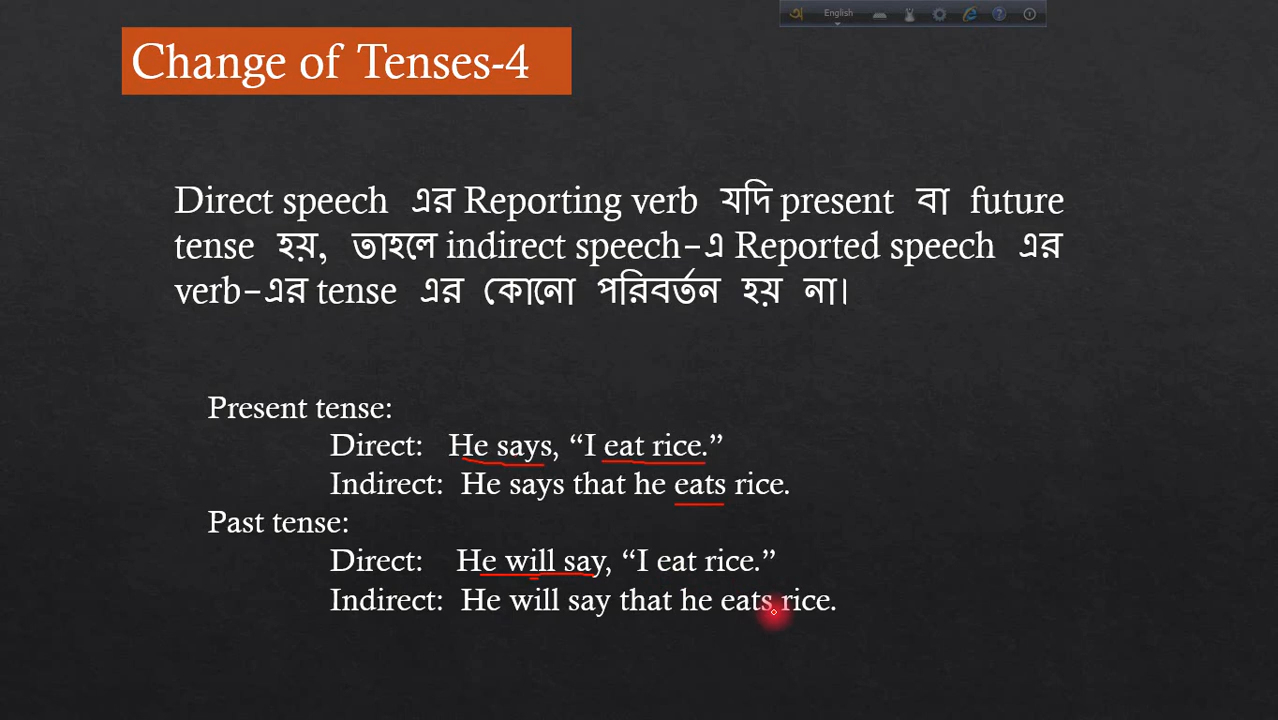 অ English
Change of Tenses-4
Direct speech এর Reporting verb যদি present বা future
tense হয়, তাহলে indirect speech-এ Reported speech এর
verb-এর tense এর কোনো পরিবর্তন হয় না।
Present tense:
Direct: He says, “I eat rice.”
Indirect: He says that he eats rice.
Past tense:
Direct: He will say, “I eat rice.”
Indirect: He will say that he eats rice.